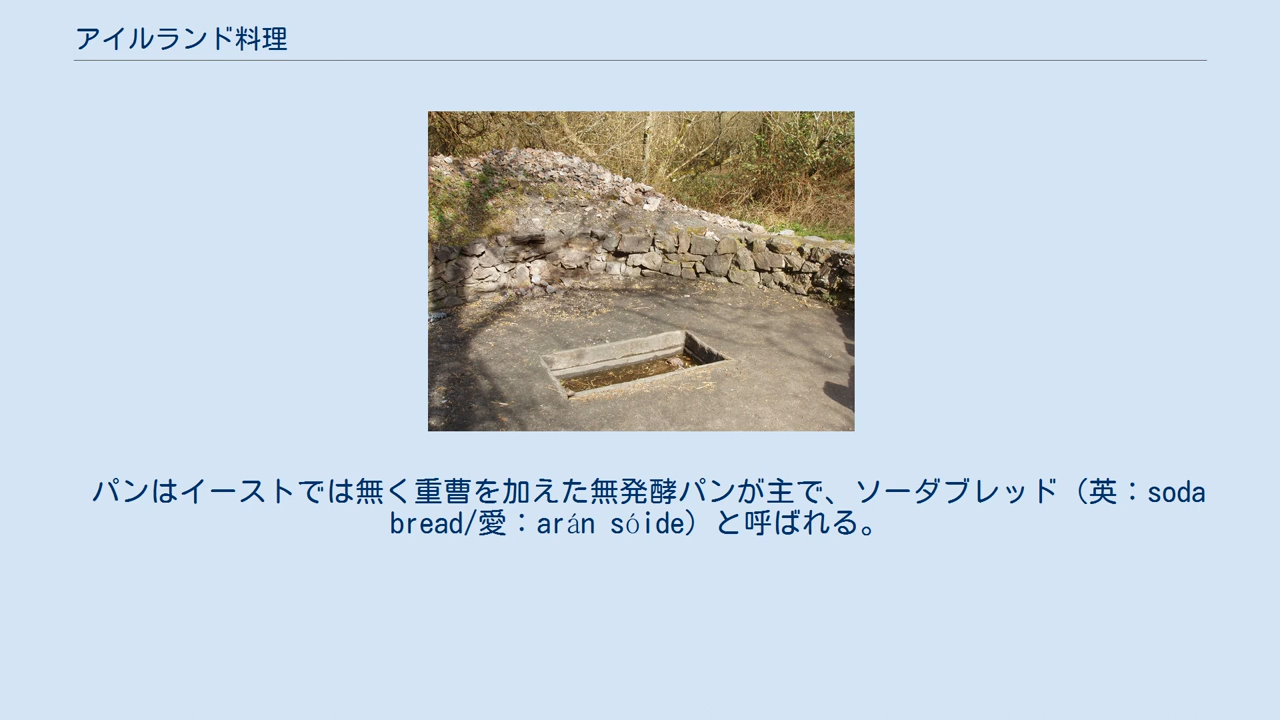 アイルランド料理
パンはイーストでは無く重曹を加えた無発酵パンが主で、ソーダブレッド（英：soda
bread/愛：arán sóide）と呼ばれる。